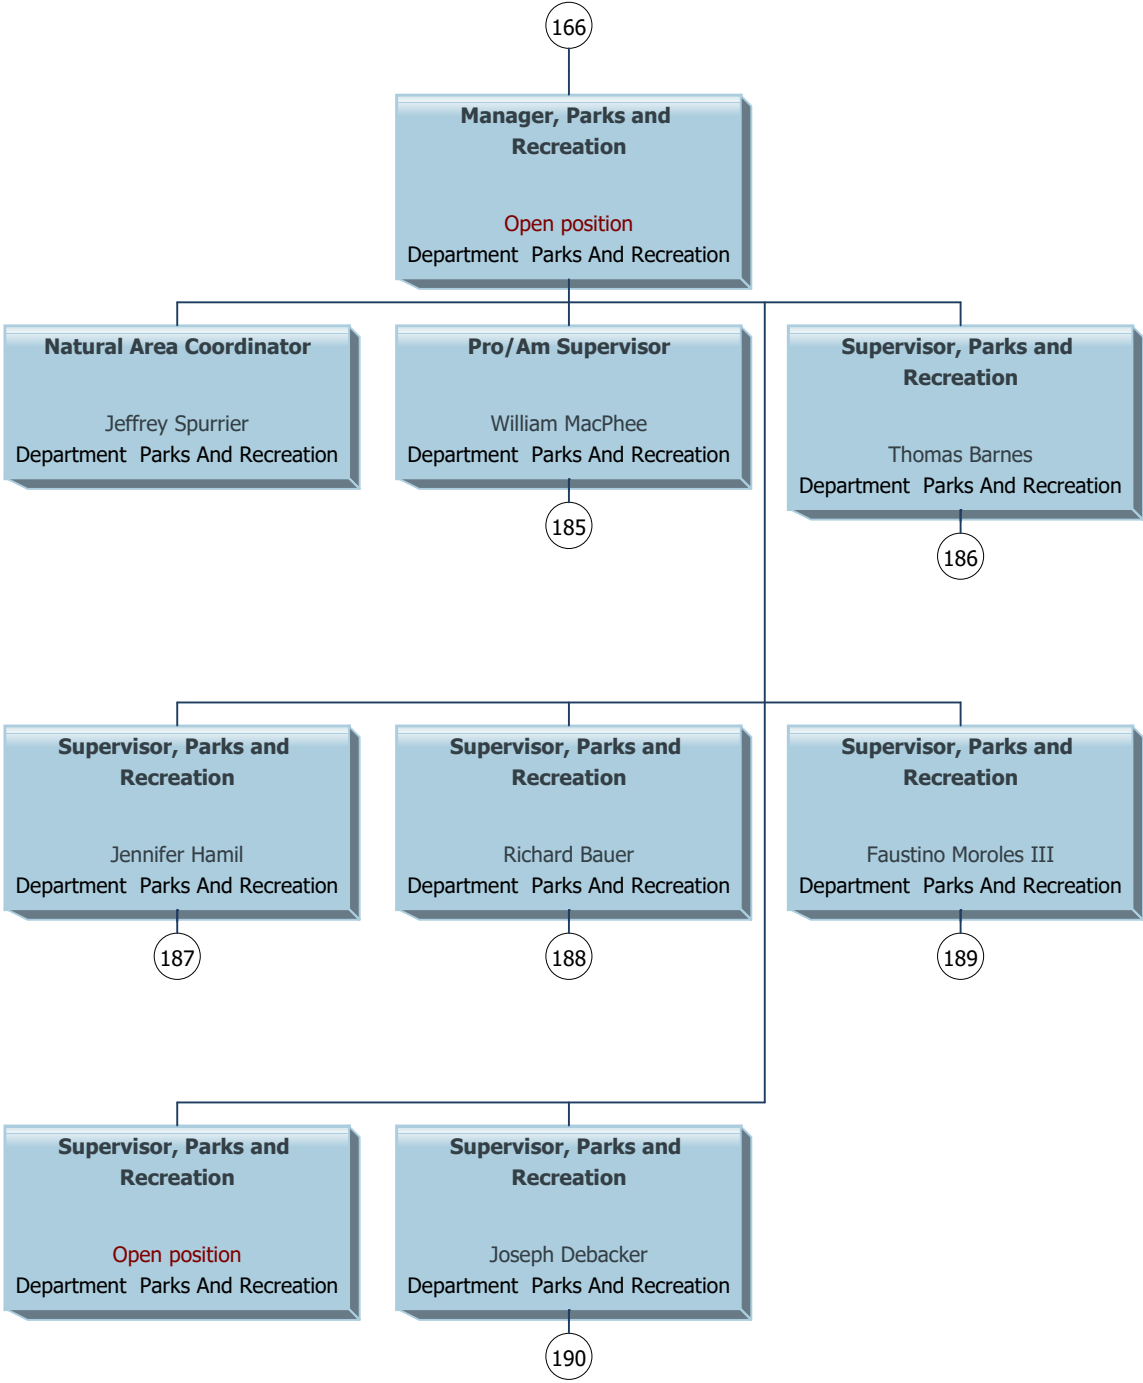 166
Manager, Parks and
Recreation
Open position
Department  Parks And Recreation
Natural Area Coordinator
Jeffrey Spurrier
Department  Parks And Recreation
Pro/Am Supervisor
William MacPhee
Department  Parks And Recreation
185
Supervisor, Parks and
Recreation
Thomas Barnes
Department  Parks And Recreation
186
Supervisor, Parks and
Recreation
Jennifer Hamil
Department  Parks And Recreation
187
Supervisor, Parks and
Recreation
Richard Bauer
Department  Parks And Recreation
188
Supervisor, Parks and
Recreation
Faustino Moroles III
Department  Parks And Recreation
189
Supervisor, Parks and
Recreation
Open position
Department  Parks And Recreation
Supervisor, Parks and
Recreation
Joseph Debacker
Department  Parks And Recreation
190